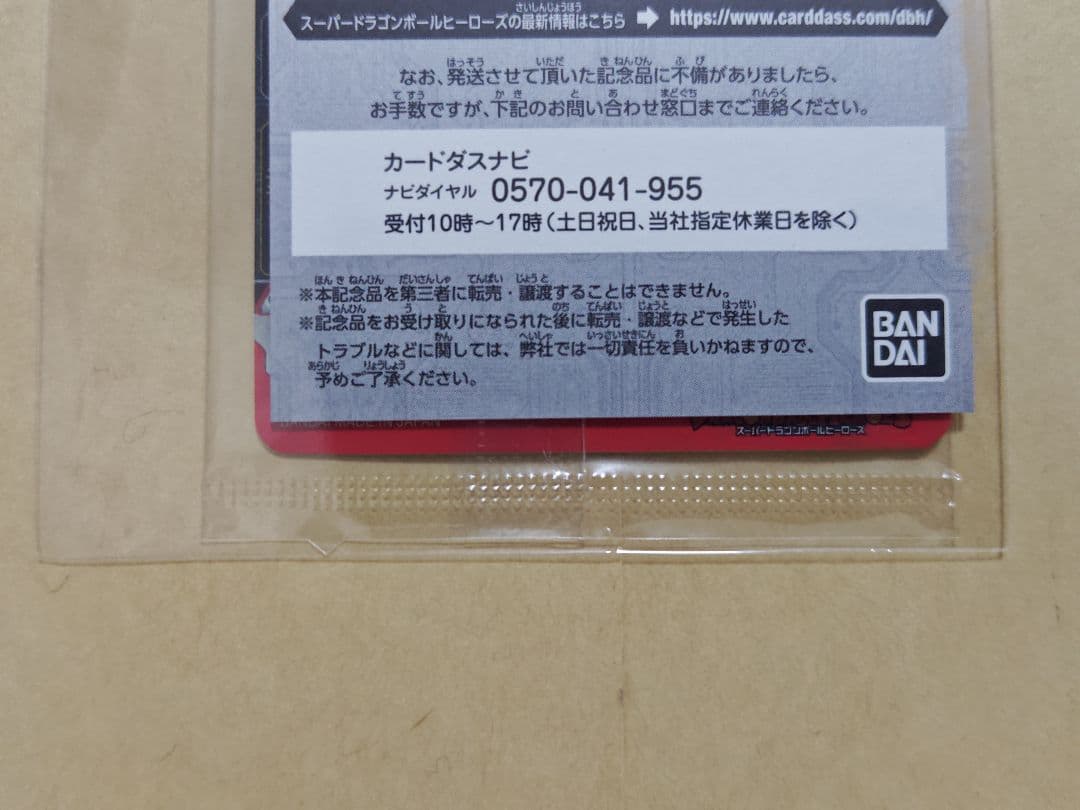 スーパードラゴンボールヒーローズの最新情報はこちら ➡ https://www.carddass.com/dbh/
なお、発送させて頂いた記念品に不備がありましたら、
お手数ですが、下記のお問い合わせ窓口までご連絡ください。
カードダスナビ
ナビダイヤル 0570-041-955
受付10時～17時（土日祝日、当社指定休業日を除く）
※本記念品を第三者に転売・譲渡することはできません。
※記念品をお受け取りになられた後に転売・譲渡などで発生した
トラブルなどに関しては、弊社では一切責任を負いかねますので、
予めご了承ください。
BAN
DAI
BANDAI MADE IN JAPAN
スーパードラゴンボールヒーローズ